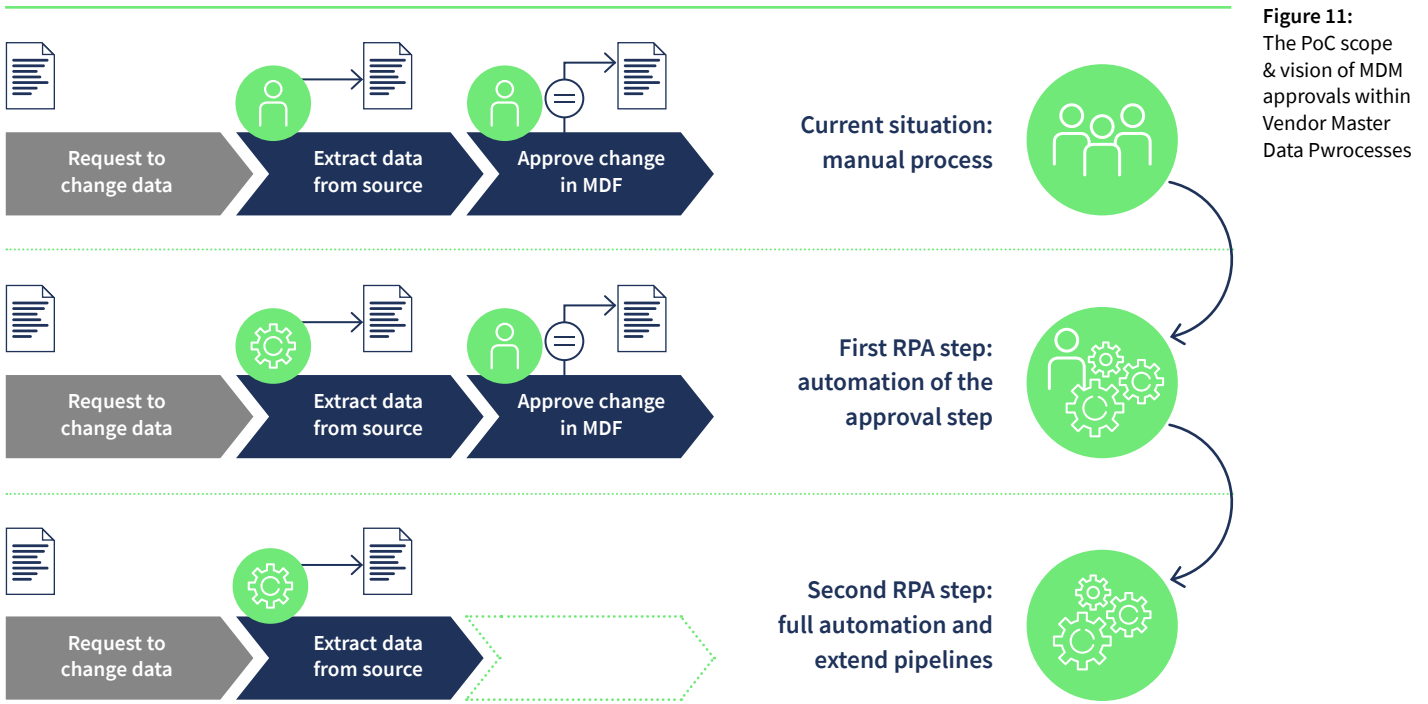 Figure 11:
The PoC scope
& vision of MDM
approvals within
Vendor Master
Data Pwrocesses
Request to
change data
Extract data
from source
Approve change
in MDF
Current situation:
manual process
Request to
change data
Extract data
from source
Approve change
in MDF
First RPA step:
automation of the
approval step
Request to
change data
Extract data
from source
Second RPA step:
full automation and
extend pipelines